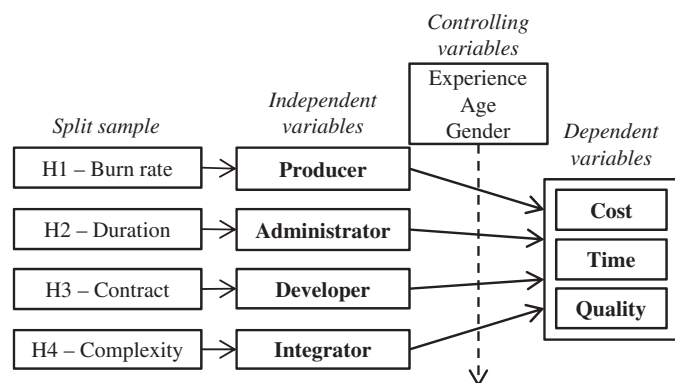 Controlling
variables
Experience
Age
Gender
Split sample
Independent
variables
Dependent
variables
H1 – Burn rate
Producer
H2 – Duration
Administrator
H3 – Contract
Developer
H4 – Complexity
Integrator
Cost
Time
Quality